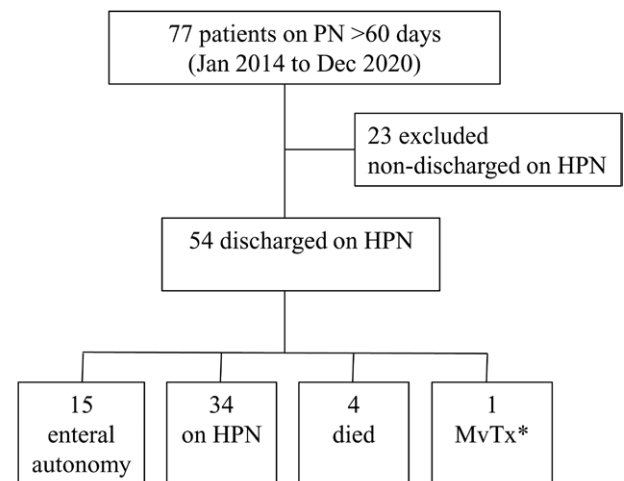 77 patients on PN >60 days
(Jan 2014 to Dec 2020)
23 excluded
non-discharged on HPN
54 discharged on HPN
15
enteral
autonomy
34
on HPN
4
died
1
MvTx*